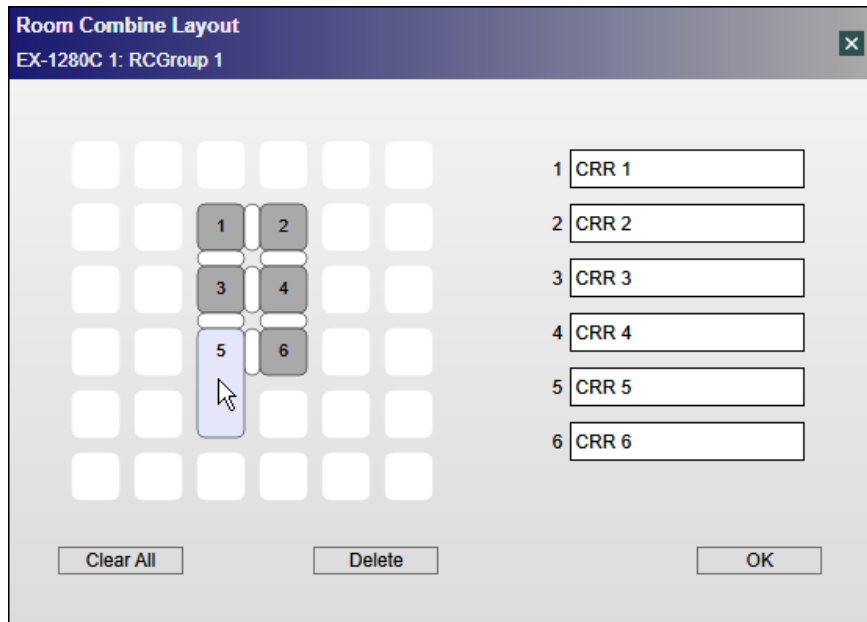 Room Combine Layout
EX-1280C 1: RCGroup 1
1 2
3 4
5 6
1 CRR 1
2 CRR 2
3 CRR 3
4 CRR 4
5 CRR 5
6 CRR 6
Clear All Delete OK